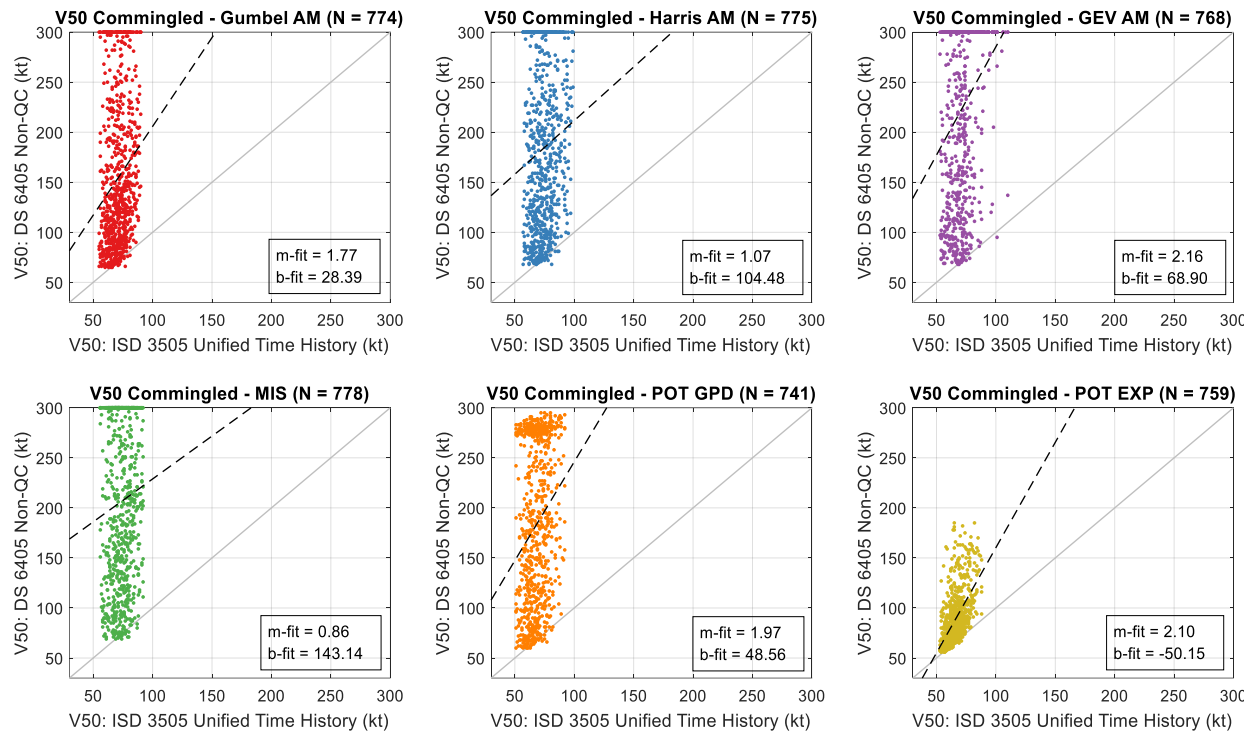 V50 Commingled - Gumbel AM (N = 774)
V50: DS 6405 Non-QC (kt)
300
250
200
150
100
50
m-fit = 1.77
b-fit = 28.39
50 100 150 200 250 300
V50: ISD 3505 Unified Time History (kt)
V50 Commingled - Harris AM (N = 775)
V50: DS 6405 Non-QC (kt)
300
250
200
150
100
50
m-fit = 1.07
b-fit = 104.48
50 100 150 200 250 300
V50: ISD 3505 Unified Time History (kt)
V50 Commingled - GEV AM (N = 768)
V50: DS 6405 Non-QC (kt)
300
250
200
150
100
50
m-fit = 2.16
b-fit = 68.90
50 100 150 200 250 300
V50: ISD 3505 Unified Time History (kt)
V50 Commingled - MIS (N = 778)
V50: DS 6405 Non-QC (kt)
300
250
200
150
100
50
m-fit = 0.86
b-fit = 143.14
50 100 150 200 250 300
V50: ISD 3505 Unified Time History (kt)
V50 Commingled - POT GPD (N = 741)
V50: DS 6405 Non-QC (kt)
300
250
200
150
100
50
m-fit = 1.97
b-fit = 48.56
50 100 150 200 250 300
V50: ISD 3505 Unified Time History (kt)
V50 Commingled - POT EXP (N = 759)
V50: DS 6405 Non-QC (kt)
300
250
200
150
100
50
m-fit = 2.10
b-fit = -50.15
50 100 150 200 250 300
V50: ISD 3505 Unified Time History (kt)